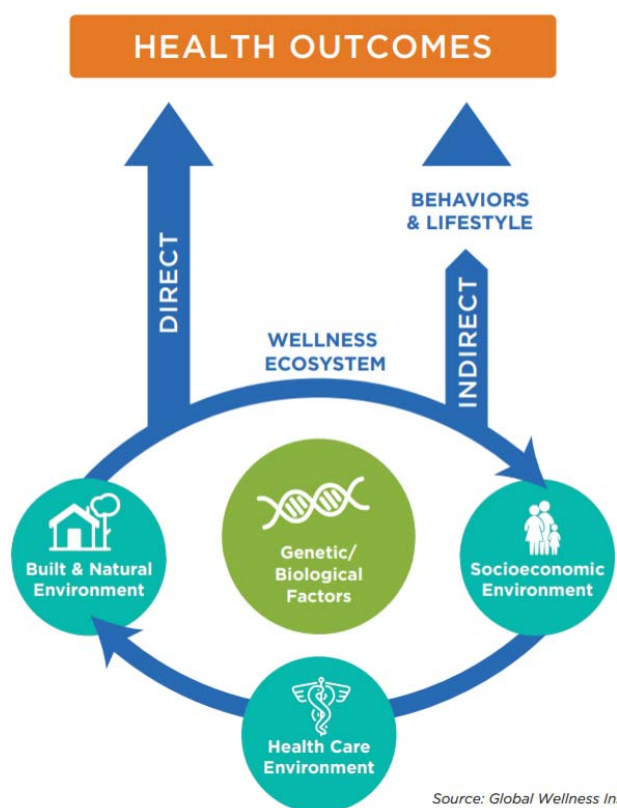 HEALTH OUTCOMES
DIRECT
BEHAVIORS
& LIFESTYLE
INDIRECT
WELLNESS
ECOSYSTEM
Built & Natural
Environment
Genetic/
Biological
Factors
Socioeconomic
Environment
Health Care
Environment
Source: Global Wellness